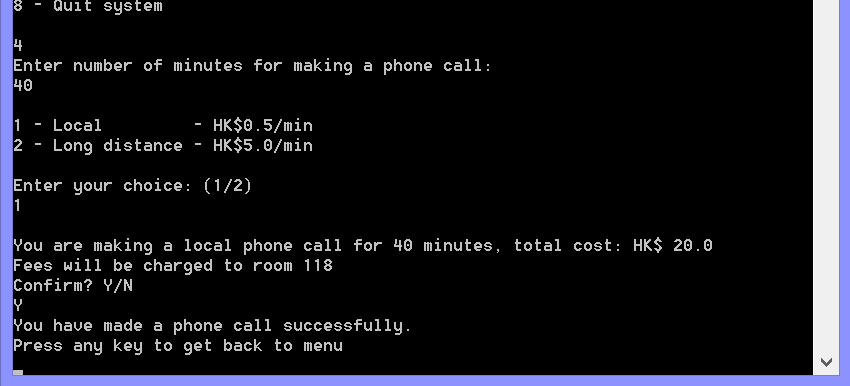 8 - Quit system
4
Enter number of minutes for making a phone call:
40
1 - Local         - HK$0.5/min
2 - Long distance - HK$5.0/min
Enter your choice: (1/2)
1
You are making a local phone call for 40 minutes, total cost: HK$ 20.0
Fees will be charged to room 118
Confirm? Y/N
Y
You have made a phone call successfully.
Press any key to get back to menu